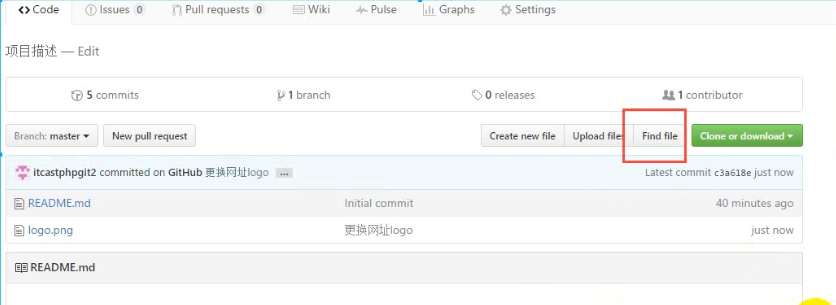 Code Issues 0 Pull requests 0 Wiki Pulse Graphs Settings
项目描述 — Edit
5 commits 1 branch 0 releases 1 contributor
Branch: master New pull request Create new file Upload files Find file Clone or download
itcastphpgit2 committed on GitHub 更换网址logo ... Latest commit c3a618e just now
README.md Initial commit 40 minutes ago
logo.png 更换网址logo just now
README.md